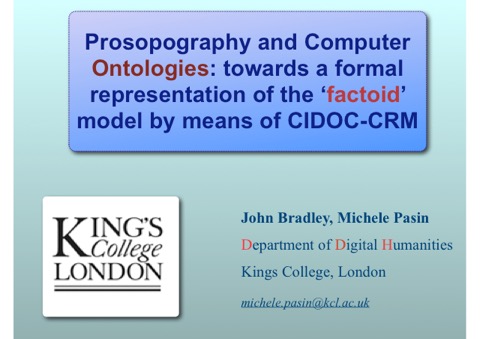 Prosopography and Computer
Ontologies: towards a formal
representation of the ‘factoid’
model by means of CIDOC-CRM
KING'S
College
LONDON
John Bradley, Michele Pasin
Department of Digital Humanities
Kings College, London
michele.pasin@kcl.ac.uk